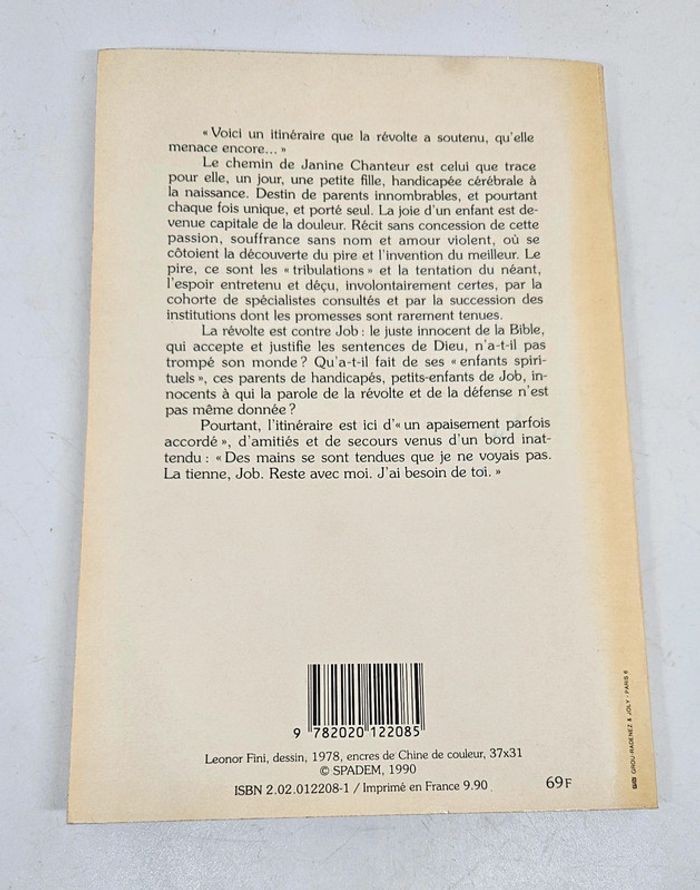 « Voici un itinéraire que la révolte a soutenu, qu'elle
menace encore... »
Le chemin de Janine Chanteur est celui que trace
pour elle, un jour, une petite fille, handicapée cérébrale à
la naissance. Destin de parents innombrables, et pourtant
chaque fois unique, et porté seul. La joie d'un enfant est de-
venue capitale de la douleur. Récit sans concession de cette
passion, souffrance sans nom et amour violent, où se
côtoient la découverte du pire et l'invention du meilleur. Le
pire, ce sont les « tribulations » et la tentation du néant,
l'espoir entretenu et déçu, involontairement certes, par la
cohorte de spécialistes consultés et par la succession des
institutions dont les promesses sont rarement tenues.
La révolte est contre Job : le juste innocent de la Bible,
qui accepte et justifie les sentences de Dieu, n'a-t-il pas
trompé son monde ? Qu'a-t-il fait de ses « enfants spiri-
tuels », ces parents de handicapés, petits-enfants de Job, in-
nocents à qui la parole de la révolte et de la défense n'est
pas même donnée ?
Pourtant, l'itinéraire est ici d'« un apaisement parfois
accordé », d'amitiés et de secours venus d'un bord inat-
tendu : « Des mains se sont tendues que je ne voyais pas.
La tienne, Job. Reste avec moi. J'ai besoin de toi. »
9 782020 122085
Leonor Fini, dessin, 1978, encres de Chine de couleur, 37x31
© SPADEM, 1990
ISBN 2.02.012208-1 / Imprimé en France 9.90
69F
GROU-RADENEZ & JOLY - PARIS 6